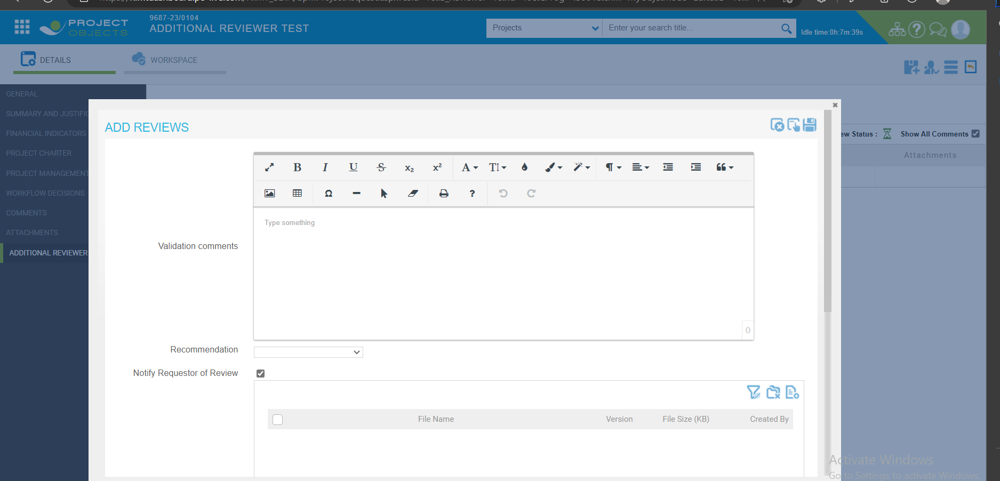 PROJECT
OBJECTS
9687-23/0104
ADDITIONAL REVIEWER TEST
Projects
Enter your search title...
Idle time:0h:7m:39s
DETAILS
WORKSPACE
GENERAL
SUMMARY AND JUSTIFIC
FINANCIAL INDICATORS
PROJECT CHARTER
PROJECT MANAGEMENT
WORKFLOW DECISIONS
COMMENTS
ATTACHMENTS
ADDITIONAL REVIEWER
ew Status :
Show All Comments
Attachments
ADD REVIEWS
Type something
Validation comments
0
Recommendation
Notify Requestor of Review
File Name Version File Size (KB) Created By
Activate Windows
Go to Settings to activate Windows.